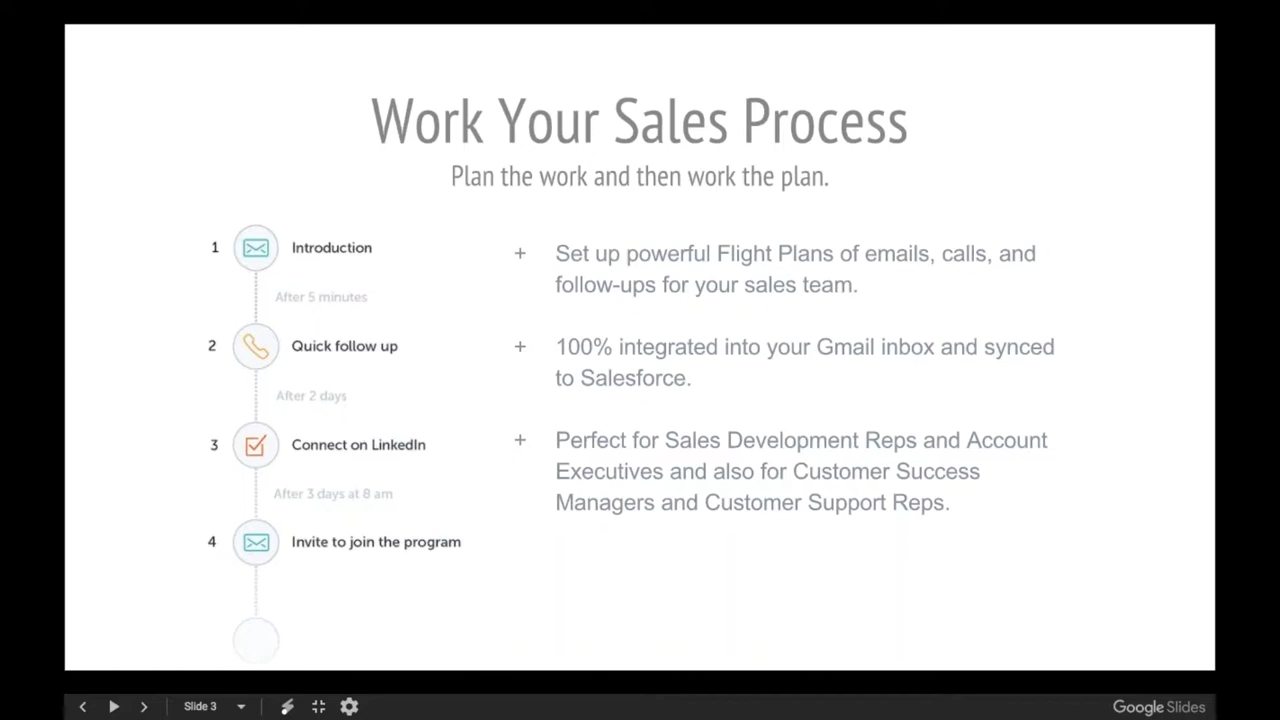 Work Your Sales Process
Plan the work and then work the plan.
1 Introduction
After 5 minutes
2 Quick follow up
After 2 days
3 Connect on LinkedIn
After 3 days at 8 am
4 Invite to join the program
+ Set up powerful Flight Plans of emails, calls, and
follow-ups for your sales team.
+ 100% integrated into your Gmail inbox and synced
to Salesforce.
+ Perfect for Sales Development Reps and Account
Executives and also for Customer Success
Managers and Customer Support Reps.
Slide 3
Google Slides